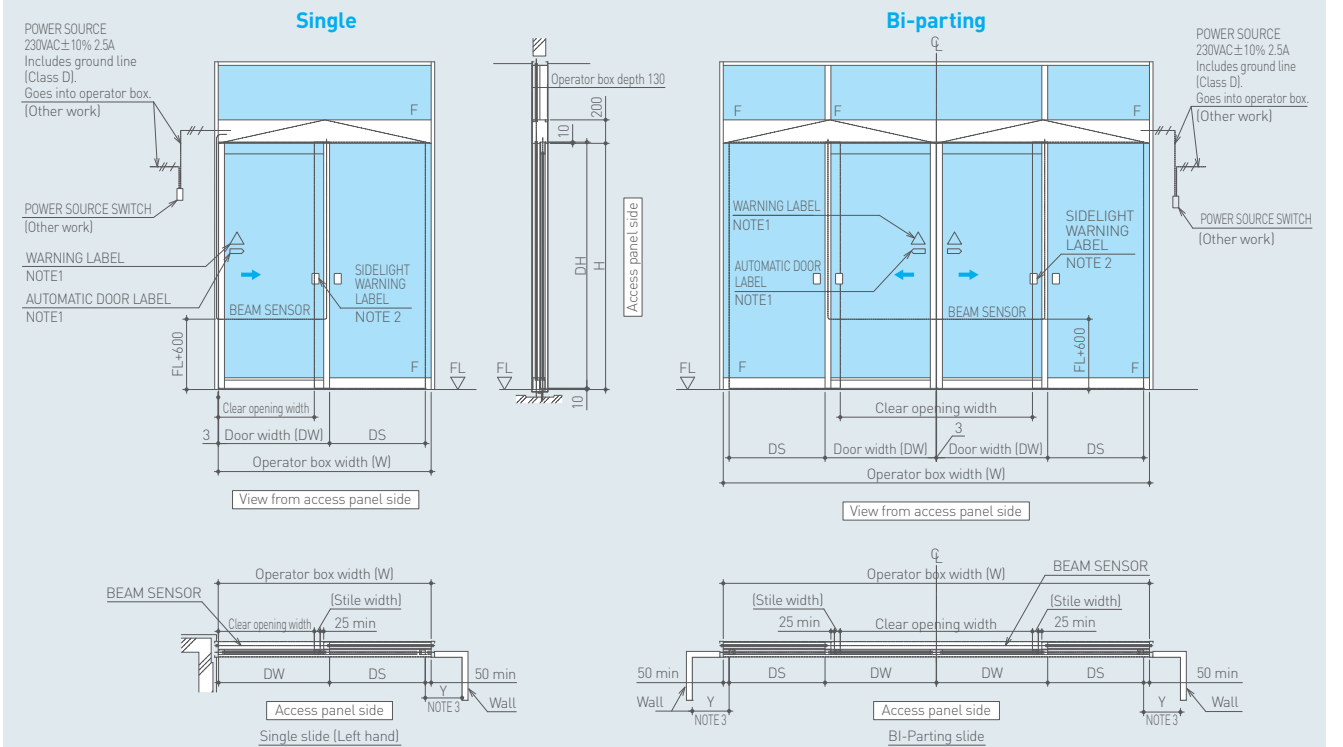 Single
POWER SOURCE
230VAC±10% 2.5A
Includes ground line
(Class D).
Goes into operator box.
(Other work)
POWER SOURCE SWITCH
(Other work)
WARNING LABEL
NOTE1
AUTOMATIC DOOR LABEL
NOTE1
F
SIDELIGHT
WARNING
LABEL
NOTE 2
BEAM SENSOR
F
FL+600
FL
Clear opening width
3
Door width (DW)
DS
Operator box width (W)
View from access panel side
Operator box depth 130
200
10
DH
H
Access panel side
FL
10
Bi-parting
CL
POWER SOURCE
230VAC±10% 2.5A
Includes ground line
(Class D).
Goes into operator box.
(Other work)
POWER SOURCE SWITCH
(Other work)
F
F
F
F
WARNING LABEL
NOTE1
AUTOMATIC DOOR
LABEL
NOTE1
SIDELIGHT
WARNING
LABEL
NOTE 2
BEAM SENSOR
FL+600
F
F
FL
Clear opening width
3
DS
Door width (DW)
Door width (DW)
DS
Operator box width (W)
View from access panel side
Operator box width (W)
BEAM SENSOR
(Stile width)
Clear opening width
25 min
DW
DS
50 min
Y
NOTE 3
Wall
Access panel side
Single slide (Left hand)
CL
Operator box width (W)
BEAM SENSOR
(Stile width)
(Stile width)
25 min
Clear opening width
25 min
50 min
DS
DW
DW
DS
50 min
Wall
Y
NOTE 3
Access panel side
Y
NOTE 3
Wall
BI-Parting slide